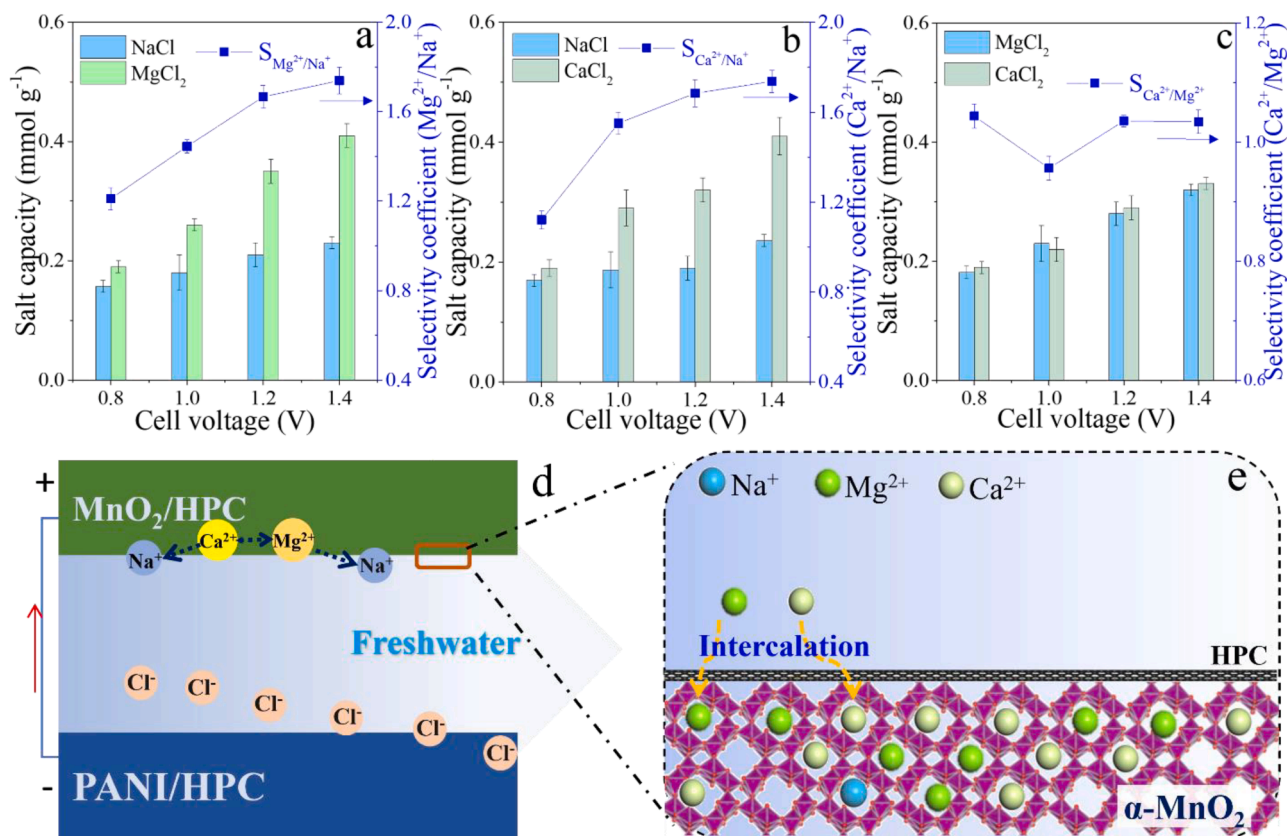 a
NaCl
MgCl₂
S Mg²⁺/Na⁺
Salt capacity (mmol g⁻¹)
0.6
0.4
0.2
0.0
0.8 1.0 1.2 1.4
Cell voltage (V)
2.0
1.6
1.2
0.8
0.4
Selectivity coefficient (Mg²⁺/Na⁺)
b
NaCl
CaCl₂
S Ca²⁺/Na⁺
Salt capacity (mmol g⁻¹)
0.6
0.4
0.2
0.0
0.8 1.0 1.2 1.4
Cell voltage (V)
2.0
1.6
1.2
0.8
0.4
Selectivity coefficient (Ca²⁺/Na⁺)
c
MgCl₂
CaCl₂
S Ca²⁺/Mg²⁺
Salt capacity (mmol g⁻¹)
0.6
0.4
0.2
0.0
0.8 1.0 1.2 1.4
Cell voltage (V)
1.2
1.0
0.8
0.6
Selectivity coefficient (Ca²⁺/Mg²⁺)
d
+
MnO₂/HPC
Na⁺ Ca²⁺ Mg²⁺ Na⁺
Freshwater
Cl⁻ Cl⁻ Cl⁻ Cl⁻ Cl⁻ Cl⁻
-
PANI/HPC
e
Na⁺ Mg²⁺ Ca²⁺
Intercalation
HPC
α-MnO₂